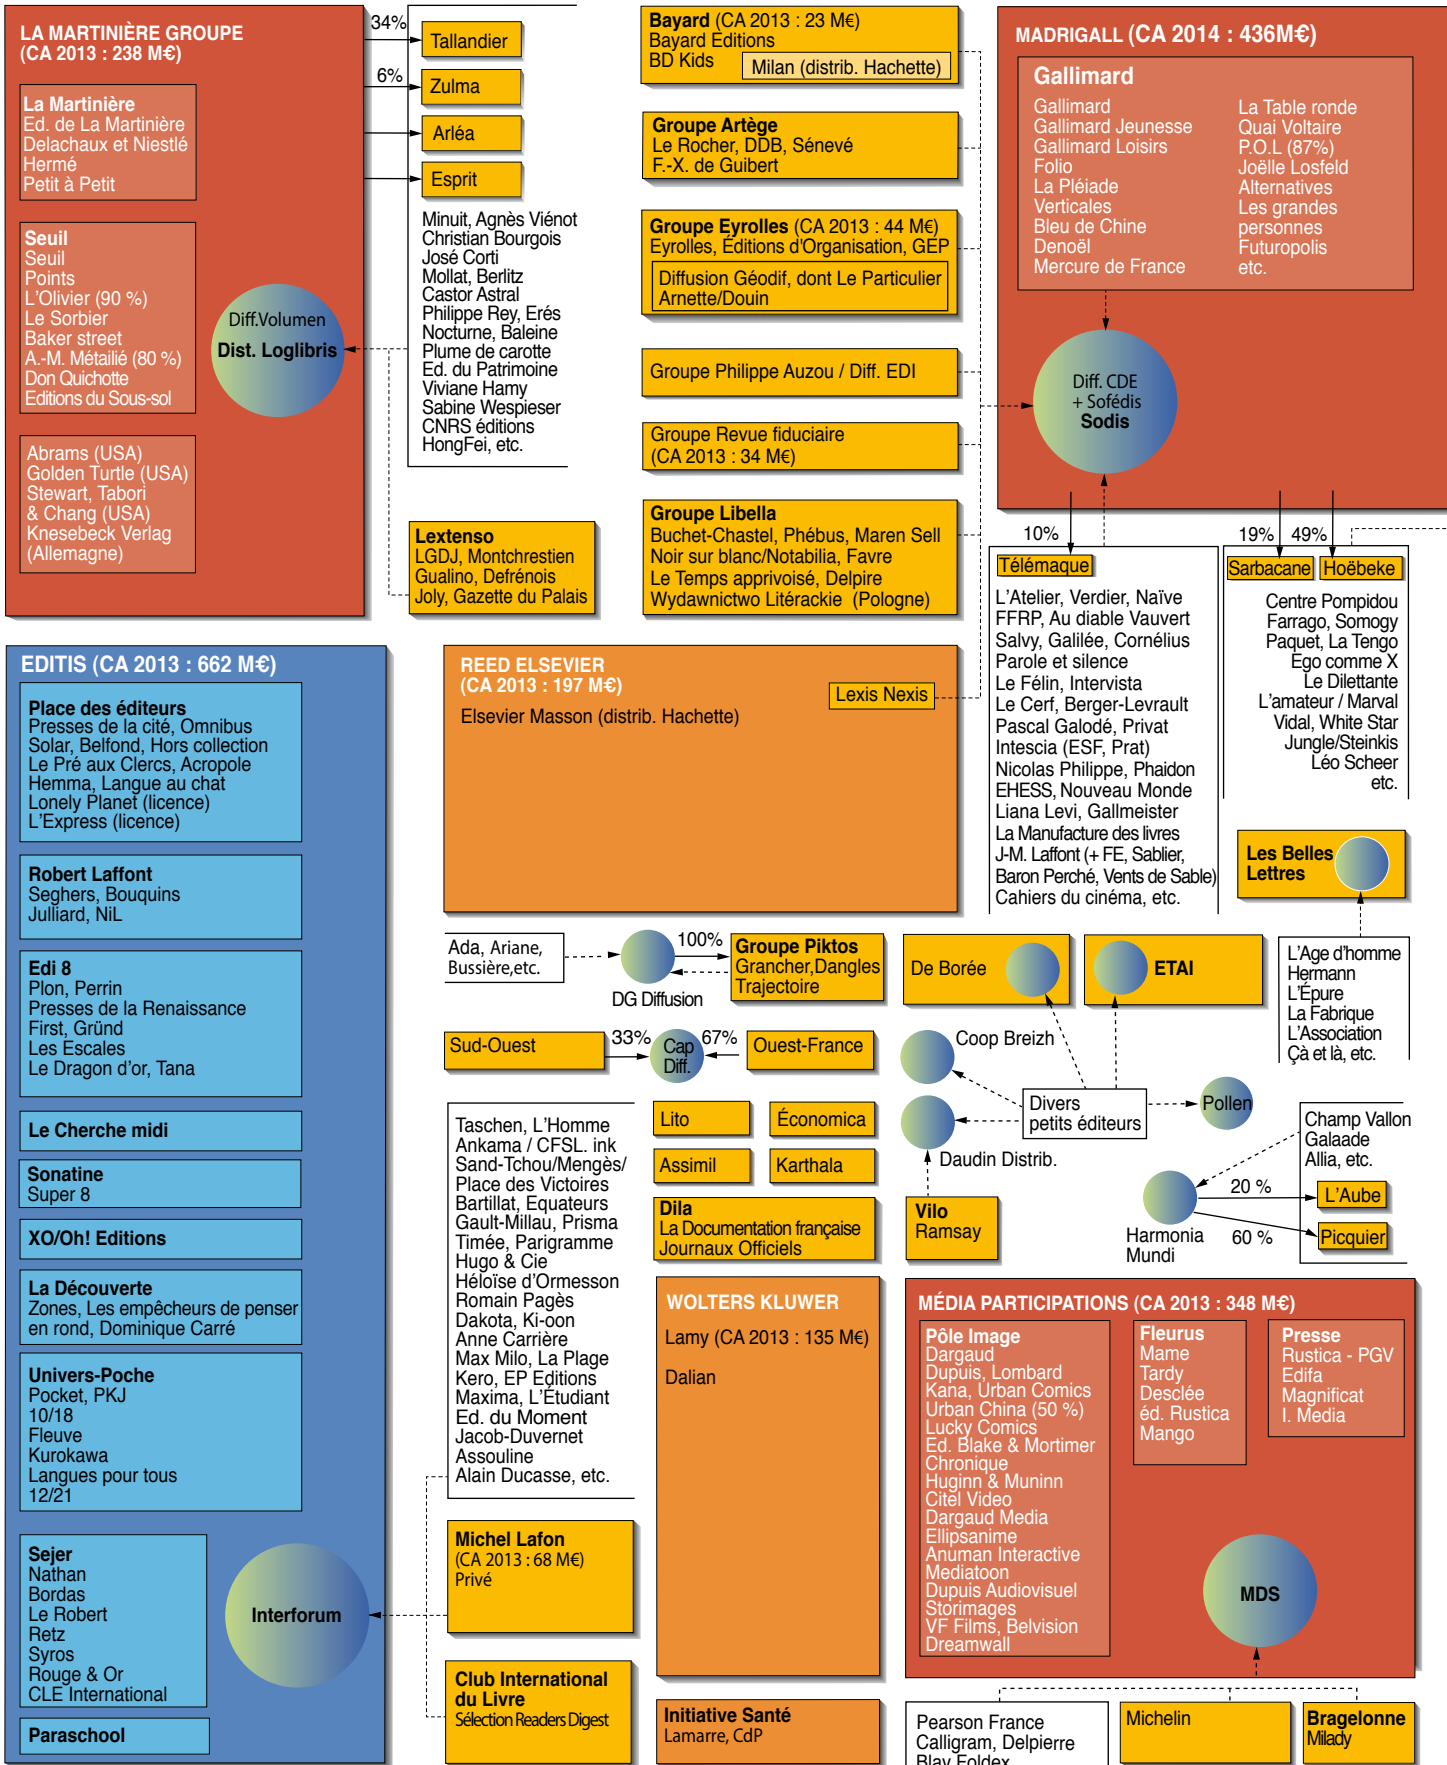 LA MARTINIÈRE GROUPE
(CA 2013 : 238 M€)
La Martinière
Ed. de La Martinière
Delachaux et Niestlé
Hermé
Petit à Petit
Seuil
Seuil
Points
L'Olivier (90 %)
Le Sorbier
Baker street
A.-M. Métailié (80 %)
Don Quichotte
Editions du Sous-sol
Abrams (USA)
Golden Turtle (USA)
Stewart, Tabori
& Chang (USA)
Knesebeck Verlag
(Allemagne)
Diff.Volumen
Dist. Loglibris
34%
Tallandier
6%
Zulma
Arléa
Esprit
Minuit, Agnès Viénot
Christian Bourgois
José Corti
Mollat, Berlitz
Castor Astral
Philippe Rey, Erés
Nocturne, Baleine
Plume de carotte
Ed. du Patrimoine
Viviane Hamy
Sabine Wespieser
CNRS éditions
HongFei, etc.
Lextenso
LGDJ, Montchrestien
Gualino, Defrénois
Joly, Gazette du Palais
Bayard (CA 2013 : 23 M€)
Bayard Editions
BD Kids
Milan (distrib. Hachette)
Groupe Artège
Le Rocher, DDB, Sénevé
F.-X. de Guibert
Groupe Eyrolles (CA 2013 : 44 M€)
Eyrolles, Éditions d'Organisation, GEP
Diffusion Géodif, dont Le Particulier
Arnette/Douin
Groupe Philippe Auzou / Diff. EDI
Groupe Revue fiduciaire
(CA 2013 : 34 M€)
Groupe Libella
Buchet-Chastel, Phébus, Maren Sell
Noir sur blanc/Notabilia, Favre
Le Temps apprivoisé, Delpire
Wydawnictwo Litérackie (Pologne)
MADRIGALL (CA 2014 : 436M€)
Gallimard
Gallimard
Gallimard Jeunesse
Gallimard Loisirs
Folio
La Pléiade
Verticales
Bleu de Chine
Denoël
Mercure de France
La Table ronde
Quai Voltaire
P.O.L (87%)
Joëlle Losfeld
Alternatives
Les grandes
personnes
Futuropolis
etc.
Diff. CDE
+ Sofédis
Sodis
10%
Télémaque
L'Atelier, Verdier, Naïve
FFRP, Au diable Vauvert
Salvy, Galilée, Cornélius
Parole et silence
Le Félin, Intervista
Le Cerf, Berger-Levrault
Pascal Galodé, Privat
Intescia (ESF, Prat)
Nicolas Philippe, Phaidon
EHESS, Nouveau Monde
Liana Levi, Gallmeister
La Manufacture des livres
J-M. Laffont (+ FE, Sablier,
Baron Perché, Vents de Sable)
Cahiers du cinéma, etc.
19%
49%
Sarbacane
Hoëbeke
Centre Pompidou
Farrago, Somogy
Paquet, La Tengo
Ego comme X
Le Dilettante
L'amateur / Marval
Vidal, White Star
Jungle/Steinkis
Léo Scheer
etc.
Les Belles
Lettres
L'Age d'homme
Hermann
L'Épure
La Fabrique
L'Association
Çà et là, etc.
EDITIS (CA 2013 : 662 M€)
Place des éditeurs
Presses de la cité, Omnibus
Solar, Belfond, Hors collection
Le Pré aux Clercs, Acropole
Hemma, Langue au chat
Lonely Planet (licence)
L'Express (licence)
Robert Laffont
Seghers, Bouquins
Julliard, NiL
Edi 8
Plon, Perrin
Presses de la Renaissance
First, Gründ
Les Escales
Le Dragon d'or, Tana
Le Cherche midi
Sonatine
Super 8
XO/Oh! Editions
La Découverte
Zones, Les empêcheurs de penser
en rond, Dominique Carré
Univers-Poche
Pocket, PKJ
10/18
Fleuve
Kurokawa
Langues pour tous
12/21
Sejer
Nathan
Bordas
Le Robert
Retz
Syros
Rouge & Or
CLE International
Paraschool
Interforum
REED ELSEVIER
(CA 2013 : 197 M€)
Elsevier Masson (distrib. Hachette)
Lexis Nexis
Ada, Ariane,
Bussière,etc.
DG Diffusion
100%
Groupe Piktos
Grancher,Dangles
Trajectoire
Sud-Ouest
33%
Cap
Diff.
67%
Ouest-France
De Borée
ETAI
Coop Breizh
Divers
petits éditeurs
Pollen
Daudin Distrib.
Vilo
Ramsay
Champ Vallon
Galaade
Allia, etc.
Harmonia
Mundi
20 %
L'Aube
60 %
Picquier
Taschen, L'Homme
Ankama / CFSL. ink
Sand-Tchou/Mengès/
Place des Victoires
Bartillat, Equateurs
Gault-Millau, Prisma
Timée, Parigramme
Hugo & Cie
Héloïse d'Ormesson
Romain Pagès
Dakota, Ki-oon
Anne Carrière
Max Milo, La Plage
Kero, EP Editions
Maxima, L'Étudiant
Ed. du Moment
Jacob-Duvernet
Assouline
Alain Ducasse, etc.
Michel Lafon
(CA 2013 : 68 M€)
Privé
Club International
du Livre
Sélection Readers Digest
Lito
Économica
Assimil
Karthala
Dila
La Documentation française
Journaux Officiels
WOLTERS KLUWER
Lamy (CA 2013 : 135 M€)
Dalian
Initiative Santé
Lamarre, CdP
MÉDIA PARTICIPATIONS (CA 2013 : 348 M€)
Pôle Image
Dargaud
Dupuis, Lombard
Kana, Urban Comics
Urban China (50 %)
Lucky Comics
Ed. Blake & Mortimer
Chronique
Huginn & Muninn
Citel Video
Dargaud Media
Ellipsanime
Anuman Interactive
Mediatoon
Dupuis Audiovisuel
Storimages
VF Films, Belvision
Dreamwall
Fleurus
Mame
Tardy
Desclée
éd. Rustica
Mango
Presse
Rustica - PGV
Edifa
Magnificat
I. Media
MDS
Pearson France
Calligram, Delpierre
Blay Foldex
Michelin
Bragelonne
Milady